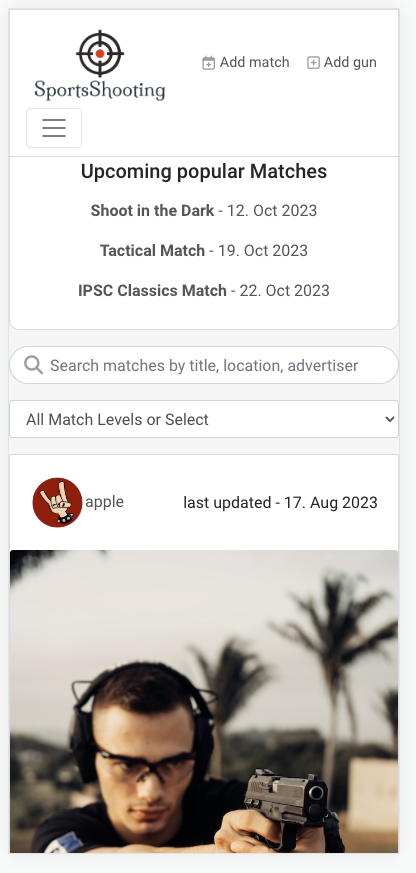 SportsShooting
Add match
Add gun
Upcoming popular Matches
Shoot in the Dark - 12. Oct 2023
Tactical Match - 19. Oct 2023
IPSC Classics Match - 22. Oct 2023
Search matches by title, location, advertiser
All Match Levels or Select
apple
last updated - 17. Aug 2023